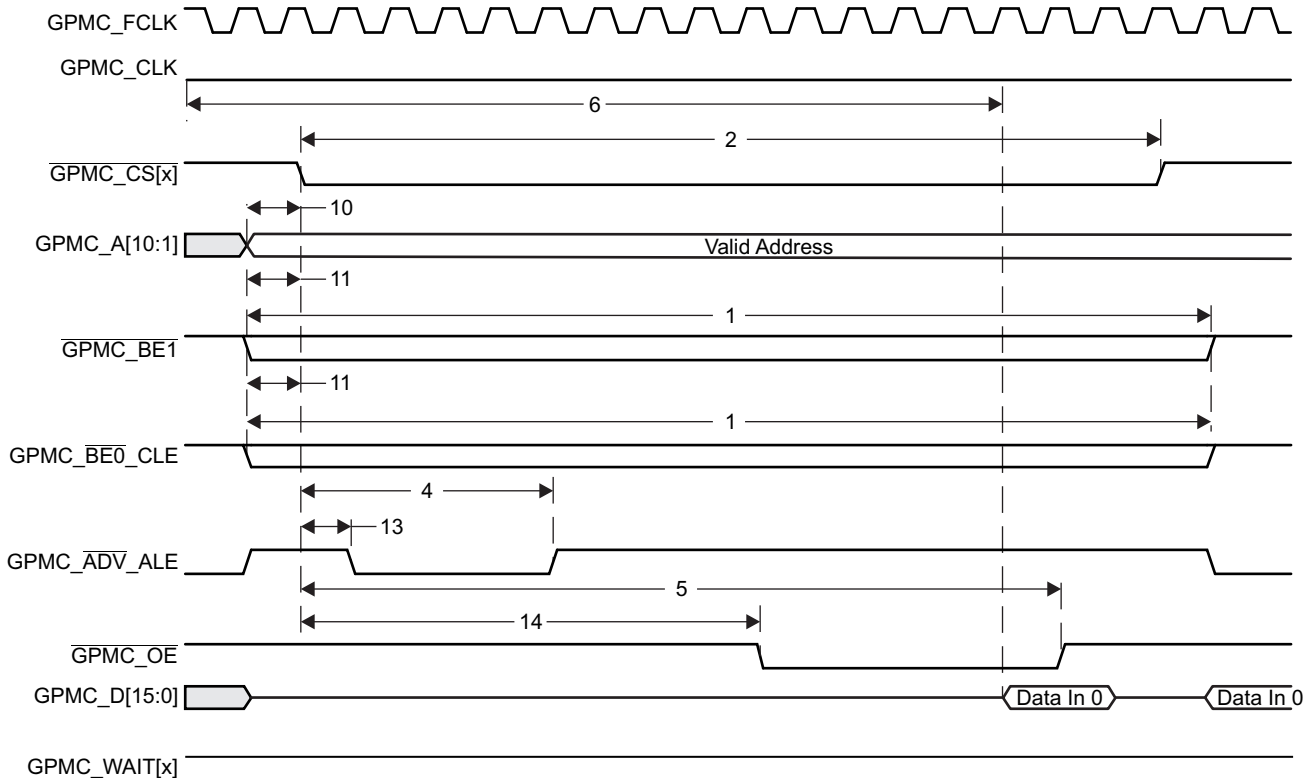 GPMC_FCLK
GPMC_CLK
6
2
GPMC_CS[x]
10
GPMC_A[10:1]
Valid Address
11
1
GPMC_BE1
11
1
GPMC_BE0_CLE
4
13
GPMC_ADV_ALE
5
14
GPMC_OE
GPMC_D[15:0]
Data In 0
Data In 0
GPMC_WAIT[x]